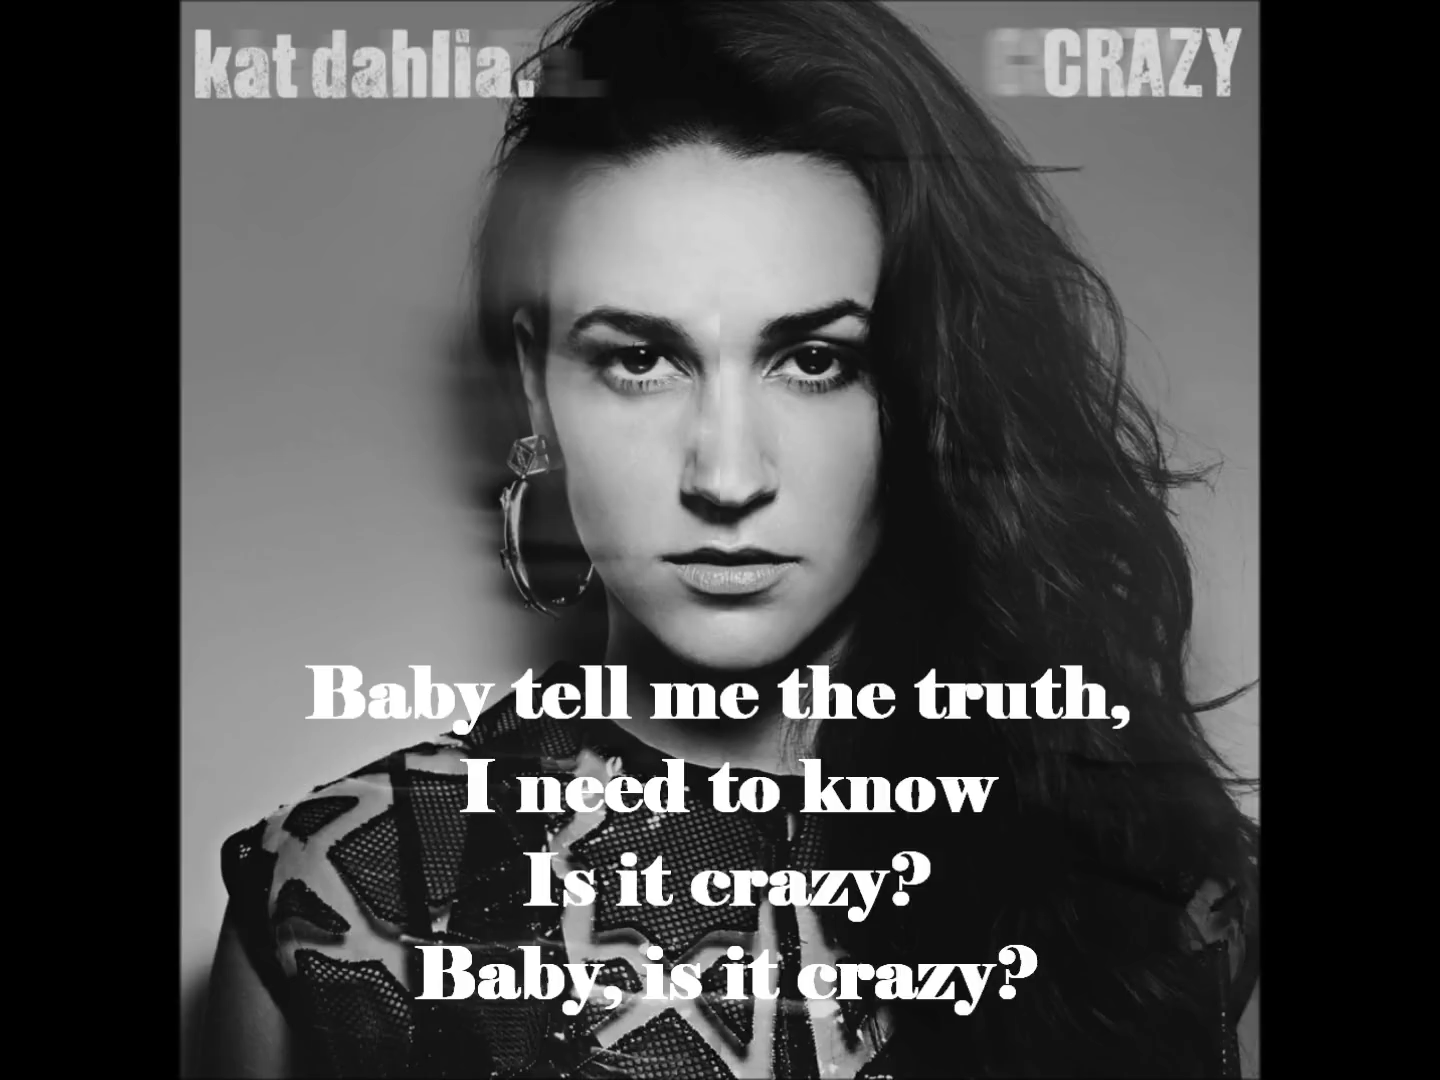 kat dahlia. CRAZY
Baby tell me the truth,
I need to know
Is it crazy?
Baby, is it crazy?